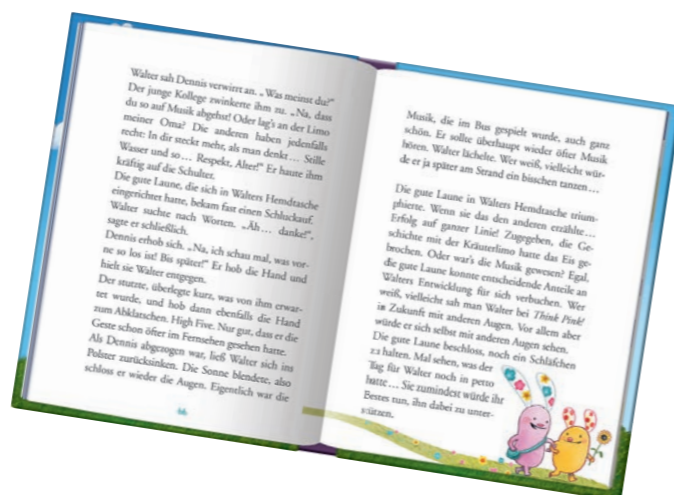 Walter sah Dennis verwirrt an. „Was meinst du?“
Der junge Kollege zwinkerte ihm zu. „Na, dass
du so auf Musik abgehst! Oder lag's an der Limo
meiner Oma? Die anderen haben jedenfalls
recht: In dir steckt mehr, als man denkt… Stille
Wasser und so… Respekt, Alter!“ Er haute ihm
kräftig auf die Schulter.
Die gute Laune, die sich in Walters Hemdtasche
eingerichtet hatte, bekam fast einen Schluckauf.
Walter suchte nach Worten. „Äh… danke!“,
sagte er schließlich.
Dennis erhob sich. „Na, ich schau mal, was vor-
ne so los ist! Bis später!“ Er hob die Hand und
hielt sie Walter entgegen.
Der stutzte, überlegte kurz, was von ihm erwar-
tet wurde, und hob dann ebenfalls die Hand
zum Abklatschen. High Five. Nur gut, dass er die
Geste schon öfter im Fernsehen gesehen hatte.
Als Dennis abgezogen war, ließ Walter sich ins
Polster zurücksinken. Die Sonne blendete, also
schloss er wieder die Augen. Eigentlich war die
Musik, die im Bus gespielt wurde, auch ganz
schön. Er sollte überhaupt wieder öfter Musik
hören. Walter lächelte. Wer weiß, vielleicht wür-
de er ja später am Strand ein bisschen tanzen…
Die gute Laune in Walters Hemdtasche trium-
phierte. Wenn sie das den anderen erzählte…
Erfolg auf ganzer Linie! Zugegeben, die Ge-
schichte mit der Kräuterlimo hatte das Eis ge-
brochen. Oder war's die Musik gewesen? Egal,
die gute Laune konnte entscheidende Anteile an
Walters Entwicklung für sich verbuchen. Wer
weiß, vielleicht sah man Walter bei Think Pink!
in Zukunft mit anderen Augen. Vor allem aber
würde er sich selbst mit anderen Augen sehen.
Die gute Laune beschloss, noch ein Schläfchen
zu halten. Mal sehen, was der
Tag für Walter noch in petto
hatte… Sie zumindest würde ihr
Bestes tun, ihn dabei zu unter-
stützen.